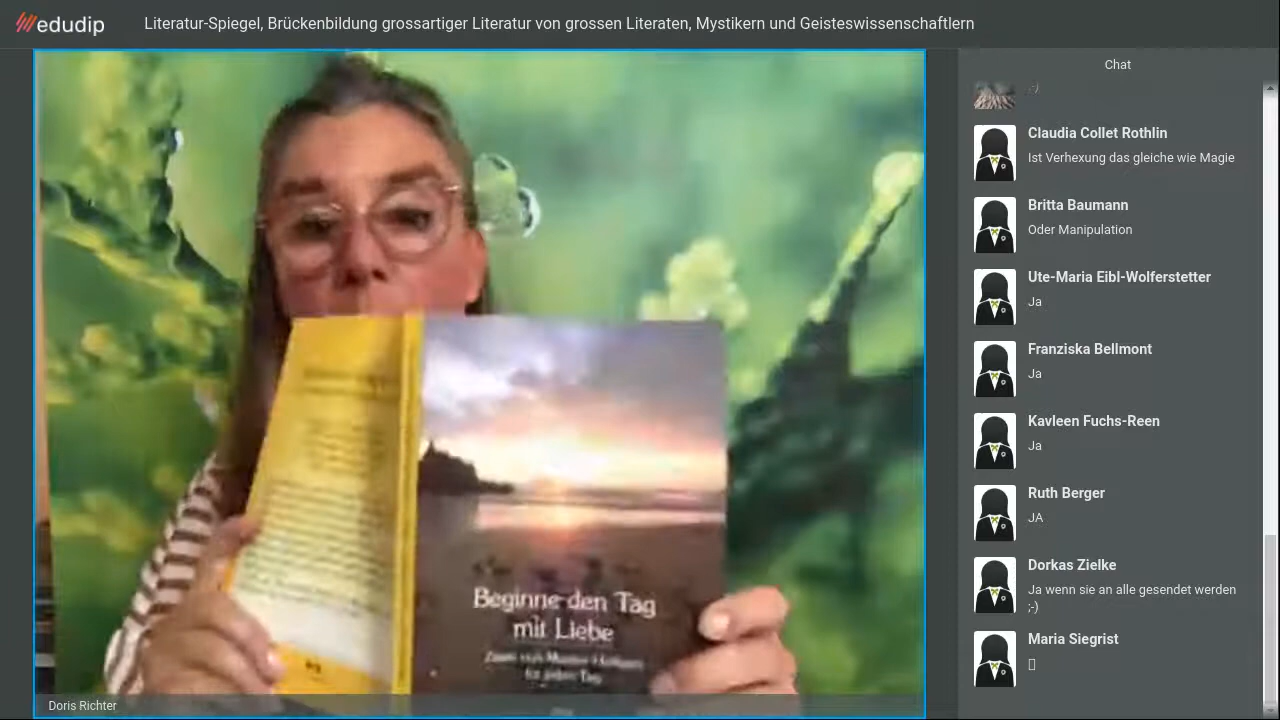 edudip
Literatur-Spiegel, Brückenbildung grossartiger Literatur von grossen Literaten, Mystikern und Geisteswissenschaftlern
Beginne den Tag
mit Liebe
für jeden Tag
Doris Richter
Chat
;-)
Claudia Collet Rothlin
Ist Verhexung das gleiche wie Magie
Britta Baumann
Oder Manipulation
Ute-Maria Eibl-Wolferstetter
Ja
Franziska Bellmont
Ja
Kavleen Fuchs-Reen
Ja
Ruth Berger
JA
Dorkas Zielke
Ja wenn sie an alle gesendet werden
;-)
Maria Siegrist